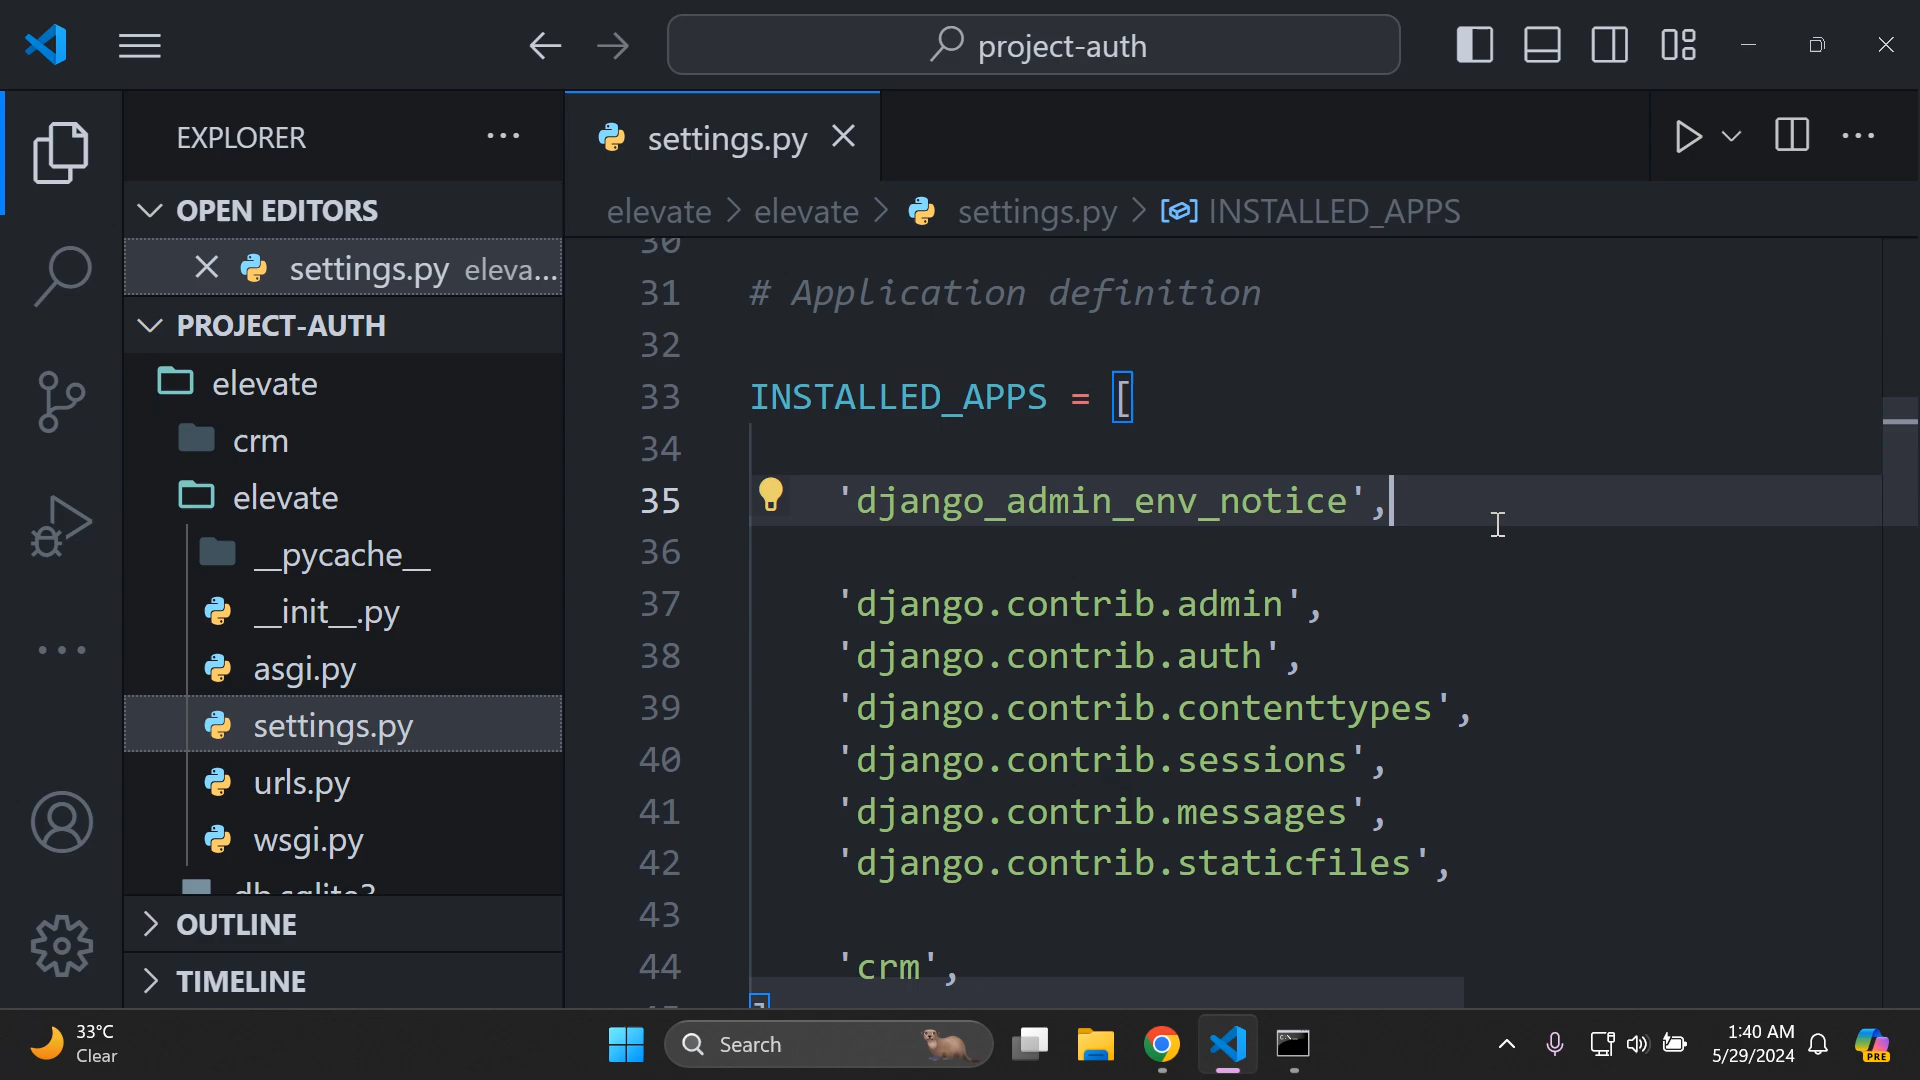 project-auth
EXPLORER
OPEN EDITORS
settings.py eleva...
PROJECT-AUTH
elevate
crm
elevate
__pycache__
__init__.py
asgi.py
settings.py
urls.py
wsgi.py
db.sqlite3
OUTLINE
TIMELINE
settings.py
elevate > elevate > settings.py > INSTALLED_APPS
30
31 # Application definition
32
33 INSTALLED_APPS = [
34
35 'django_admin_env_notice',
36
37 'django.contrib.admin',
38 'django.contrib.auth',
39 'django.contrib.contenttypes',
40 'django.contrib.sessions',
41 'django.contrib.messages',
42 'django.contrib.staticfiles',
43
44 'crm',
]
33°C
Clear
Search
1:40 AM
5/29/2024
PRE